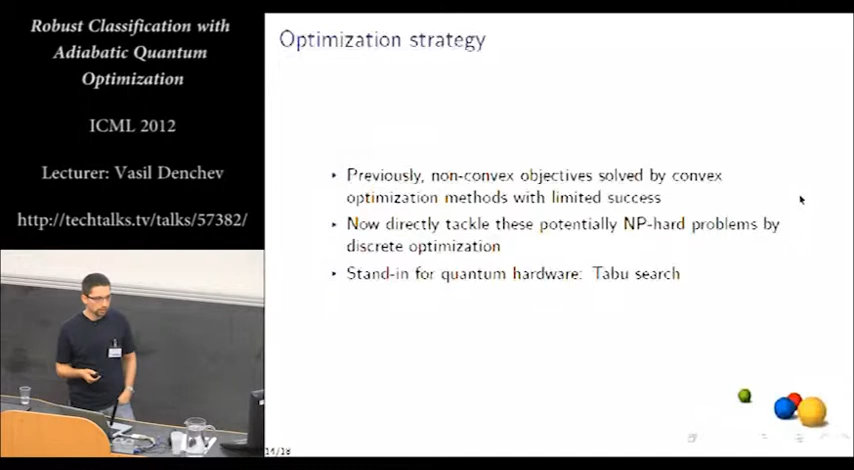 Robust Classification with
Adiabatic Quantum
Optimization
ICML 2012
Lecturer: Vasil Denchev
http://techtalks.tv/talks/57382/
Optimization strategy
Previously, non-convex objectives solved by convex
optimization methods with limited success
Now directly tackle these potentially NP-hard problems by
discrete optimization
Stand-in for quantum hardware: Tabu search
14/18